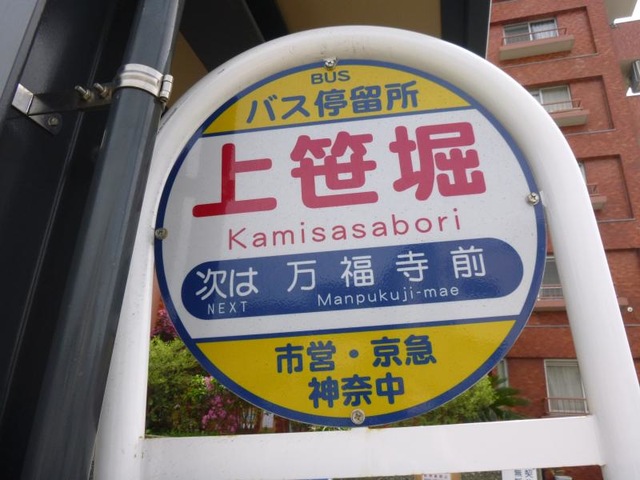 BUS
バス停留所
上笹堀
Kamisasabori
次は 万福寺前
NEXT Manpukuji-mae
市営・京急
神奈中